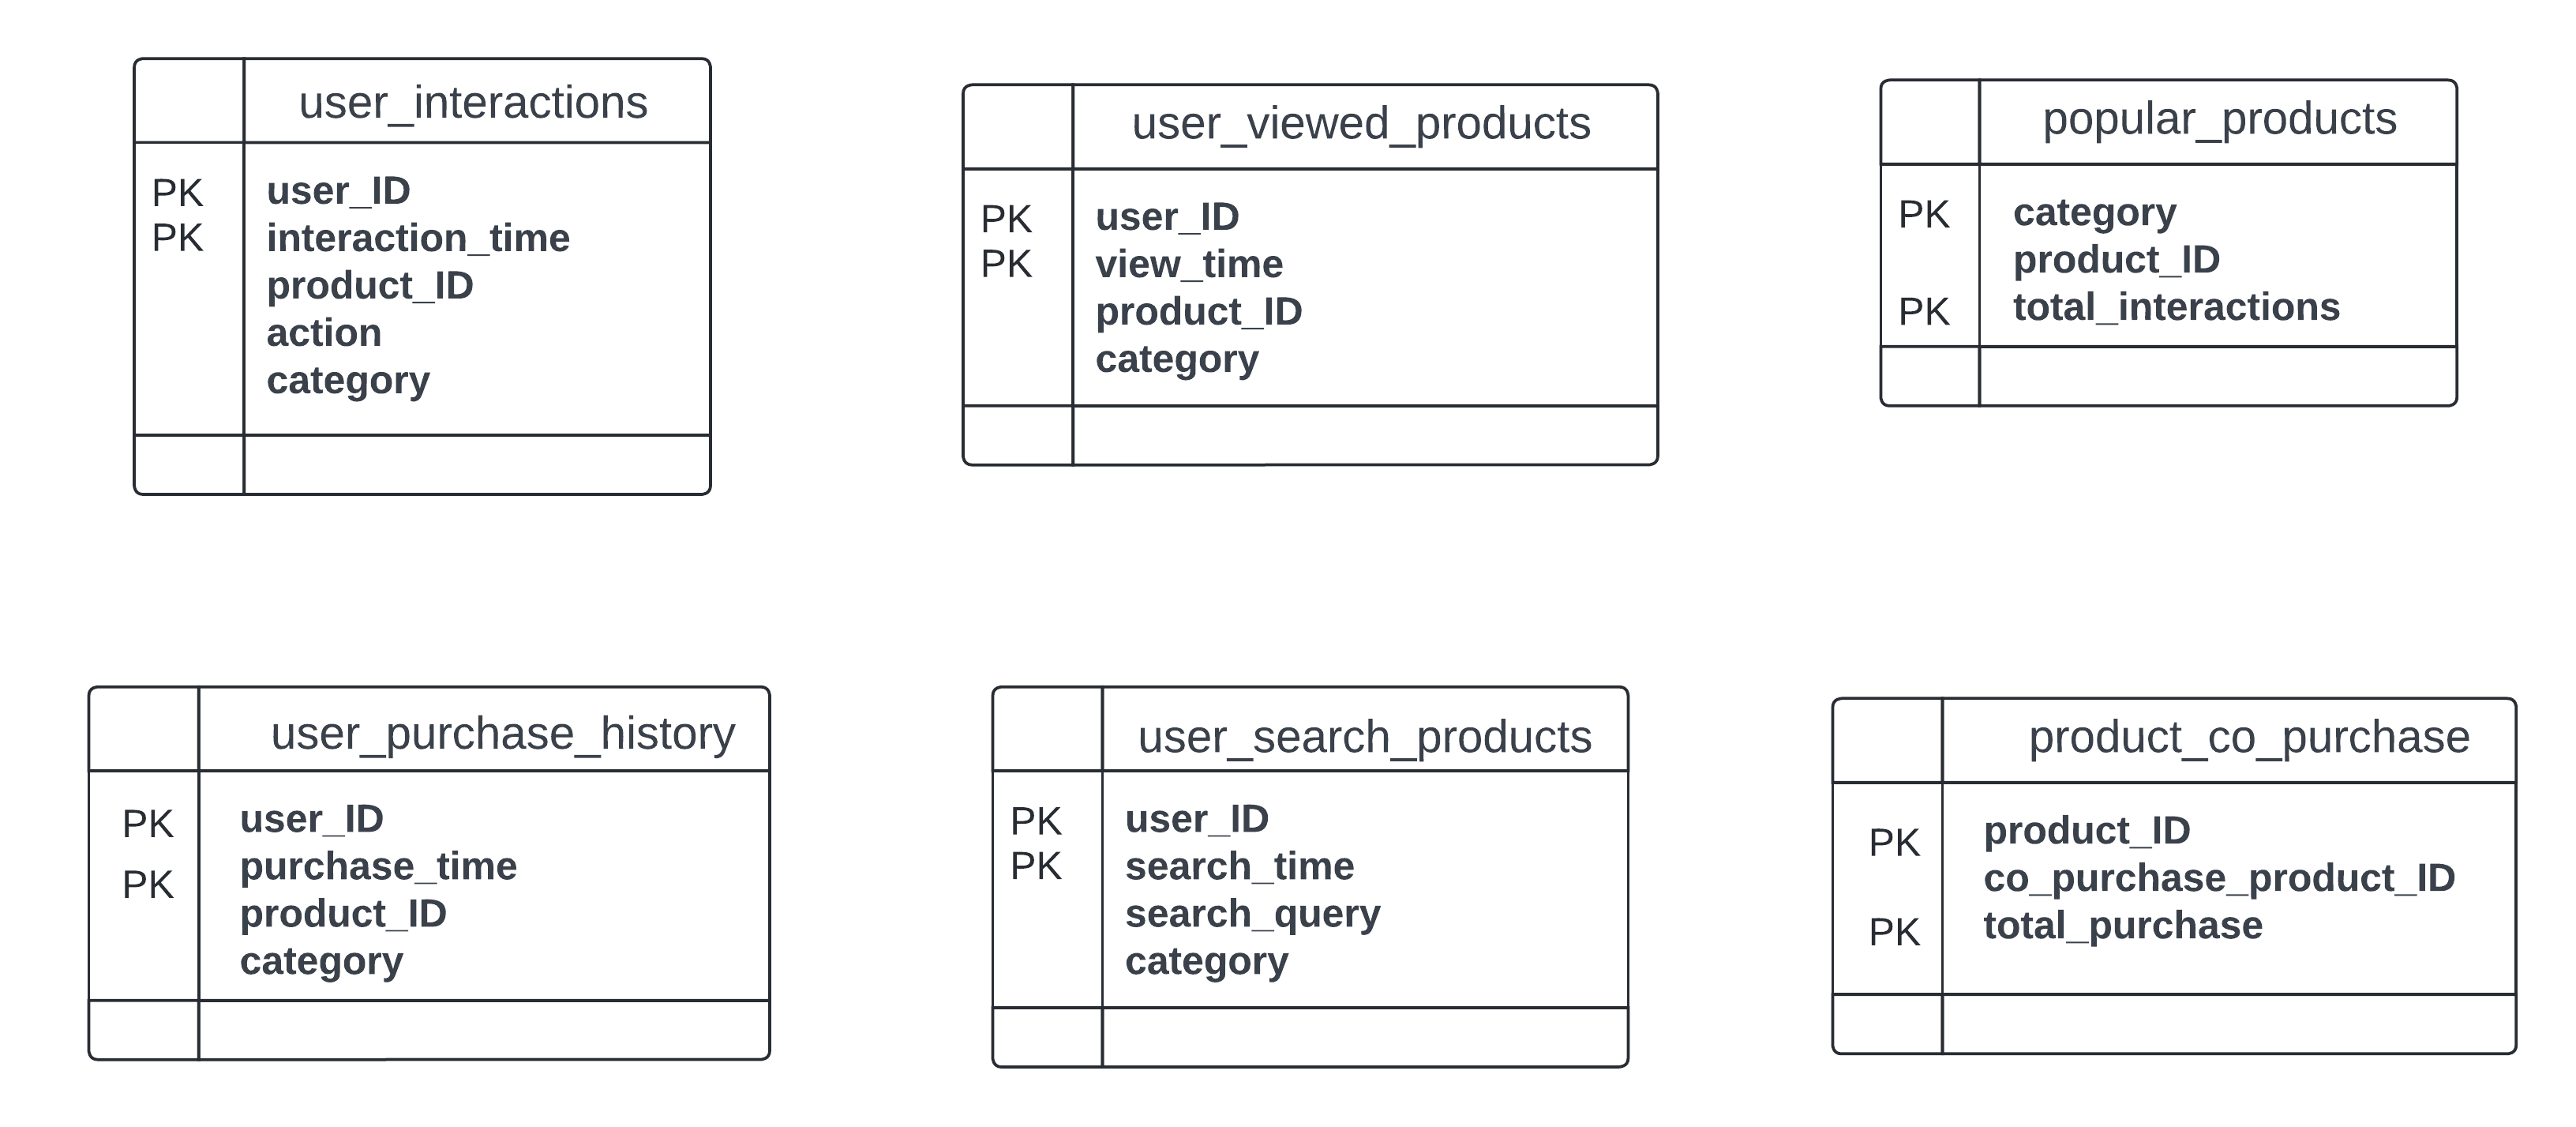 user_interactions
PK user_ID
PK interaction_time
product_ID
action
category
user_viewed_products
PK user_ID
PK view_time
product_ID
category
popular_products
PK category
product_ID
PK total_interactions
user_purchase_history
PK user_ID
PK purchase_time
product_ID
category
user_search_products
PK user_ID
PK search_time
search_query
category
product_co_purchase
PK product_ID
co_purchase_product_ID
PK total_purchase